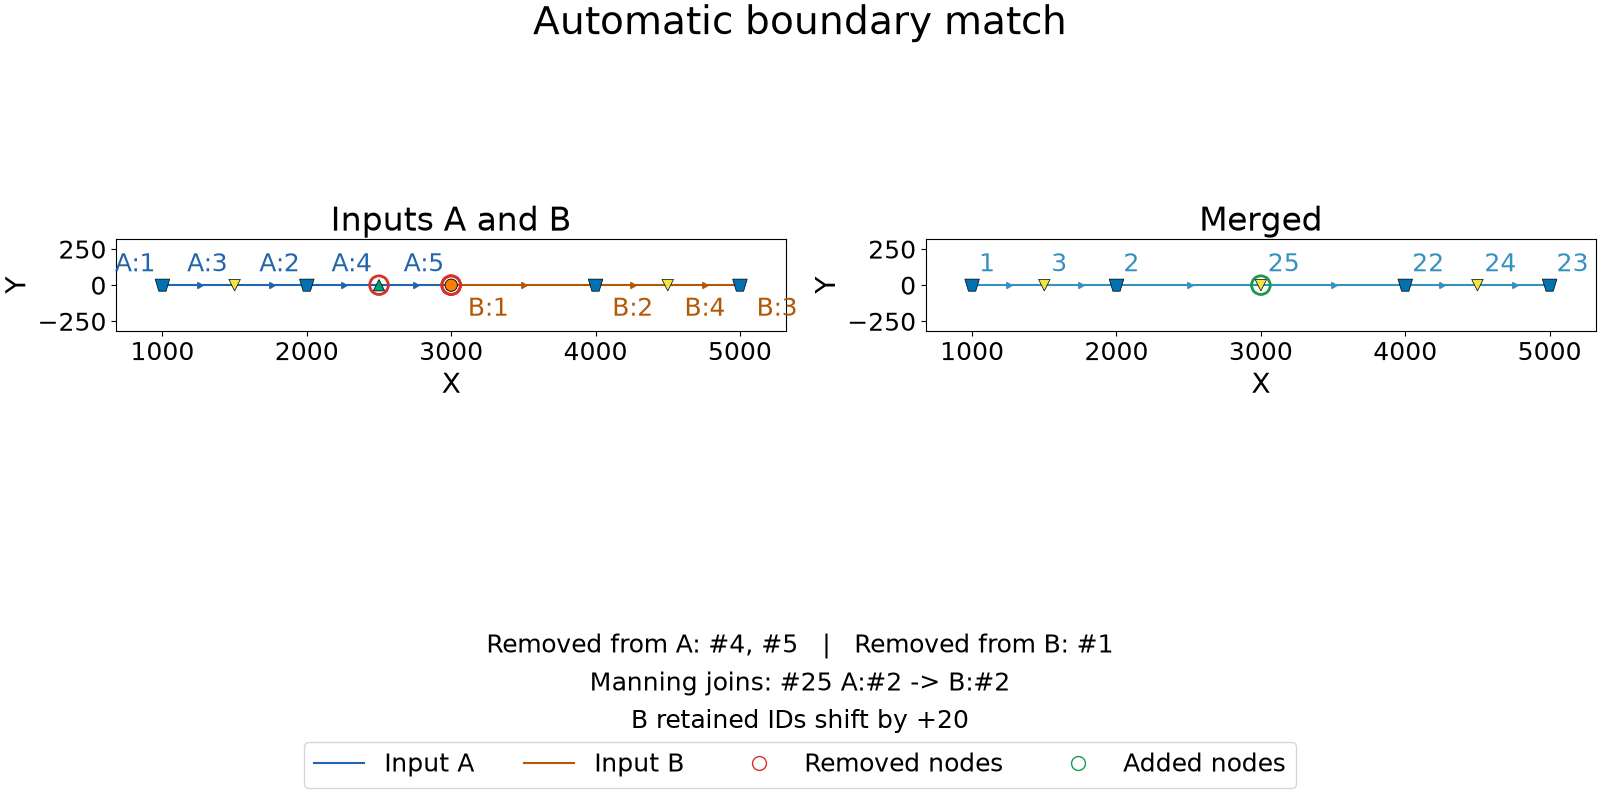 Automatic boundary match
Inputs A and B
250
0
−250
Y
A:1 A:3 A:2 A:4 A:5
B:1 B:2 B:4 B:3
1000 2000 3000 4000 5000
X
Merged
250
0
−250
Y
1 3 2 25 22 24 23
1000 2000 3000 4000 5000
X
Removed from A: #4, #5 | Removed from B: #1
Manning joins: #25 A:#2 -> B:#2
B retained IDs shift by +20
Input A Input B Removed nodes Added nodes